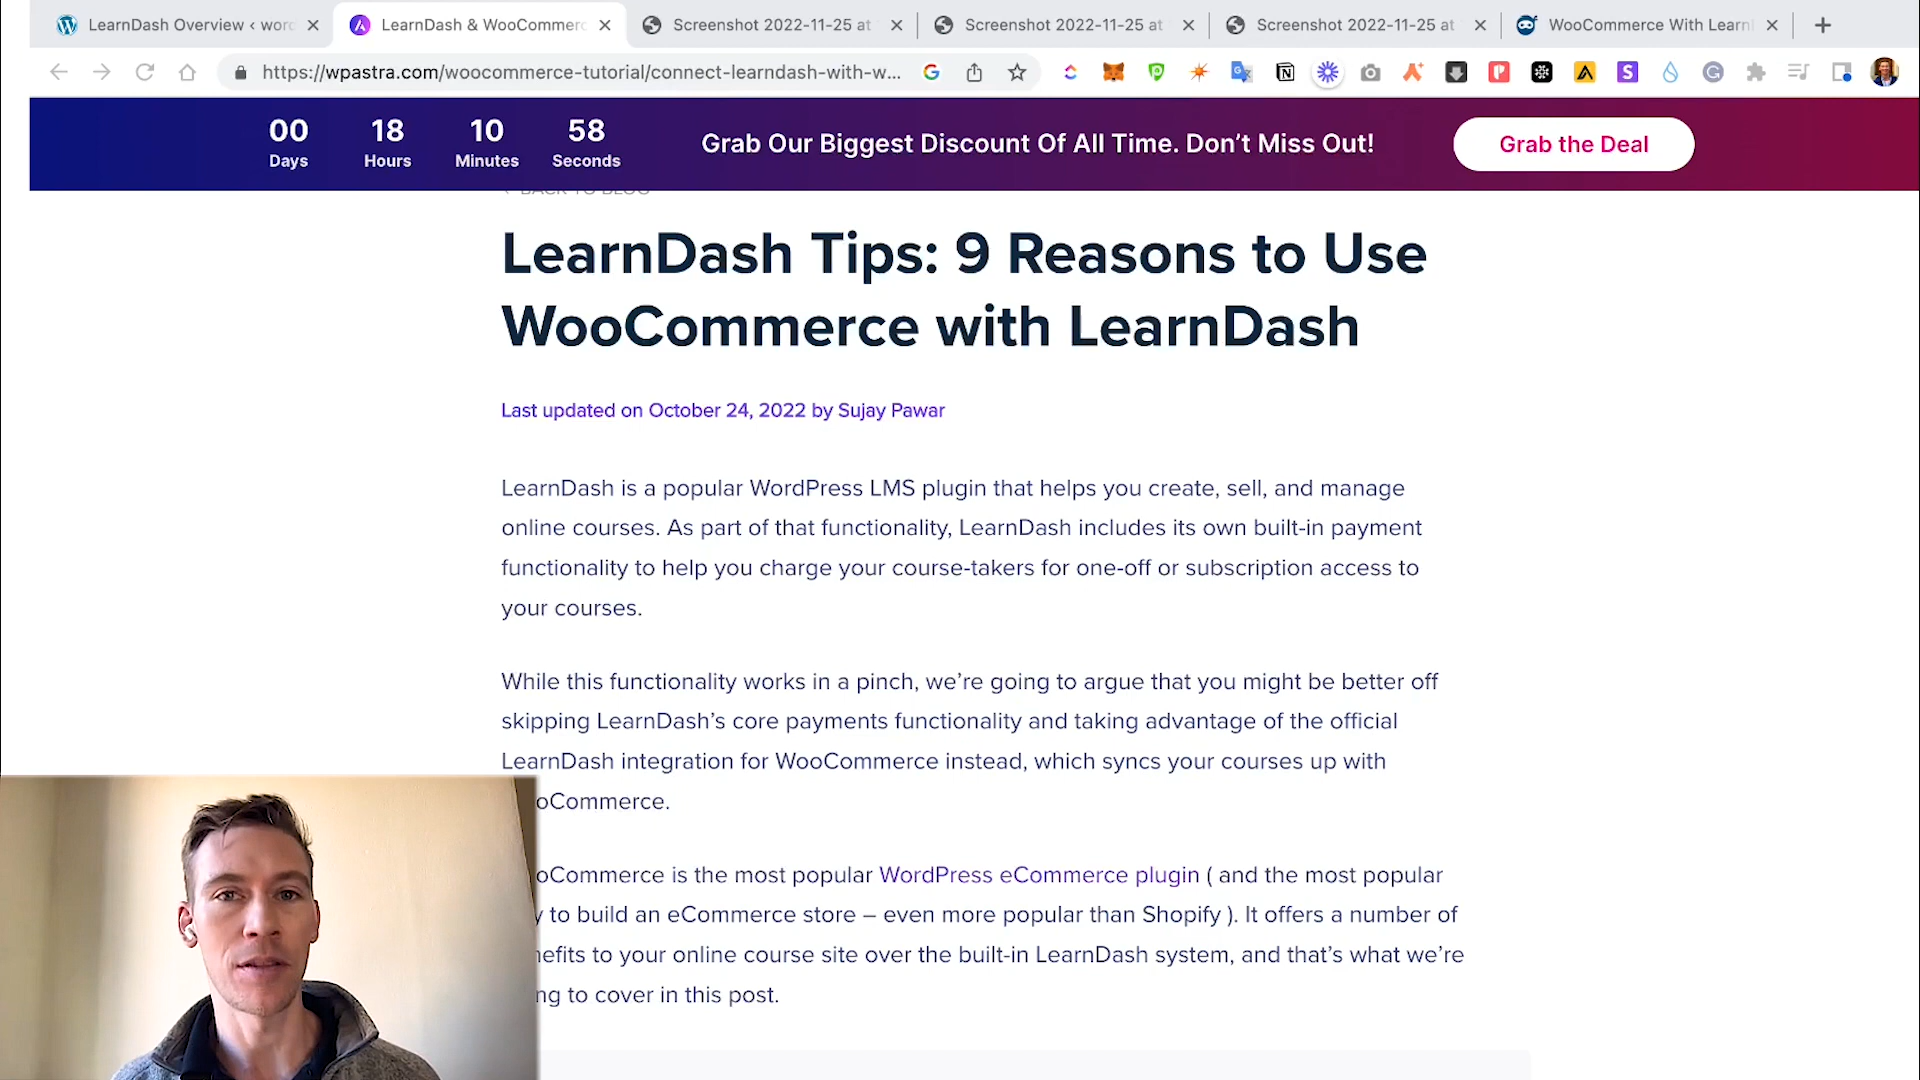 LearnDash Overview ‹ word
LearnDash & WooCommerc
Screenshot 2022-11-25 at
Screenshot 2022-11-25 at
Screenshot 2022-11-25 at
WooCommerce With Learn
https://wpastra.com/woocommerce-tutorial/connect-learndash-with-w...
00 18 10 58
Days Hours Minutes Seconds
Grab Our Biggest Discount Of All Time. Don’t Miss Out!
Grab the Deal
BACK TO BLOG
LearnDash Tips: 9 Reasons to Use
WooCommerce with LearnDash
Last updated on October 24, 2022 by Sujay Pawar
LearnDash is a popular WordPress LMS plugin that helps you create, sell, and manage
online courses. As part of that functionality, LearnDash includes its own built-in payment
functionality to help you charge your course-takers for one-off or subscription access to
your courses.
While this functionality works in a pinch, we’re going to argue that you might be better off
skipping LearnDash’s core payments functionality and taking advantage of the official
LearnDash integration for WooCommerce instead, which syncs your courses up with
oCommerce.
oCommerce is the most popular WordPress eCommerce plugin ( and the most popular
y to build an eCommerce store – even more popular than Shopify ). It offers a number of
nefits to your online course site over the built-in LearnDash system, and that’s what we’re
ng to cover in this post.